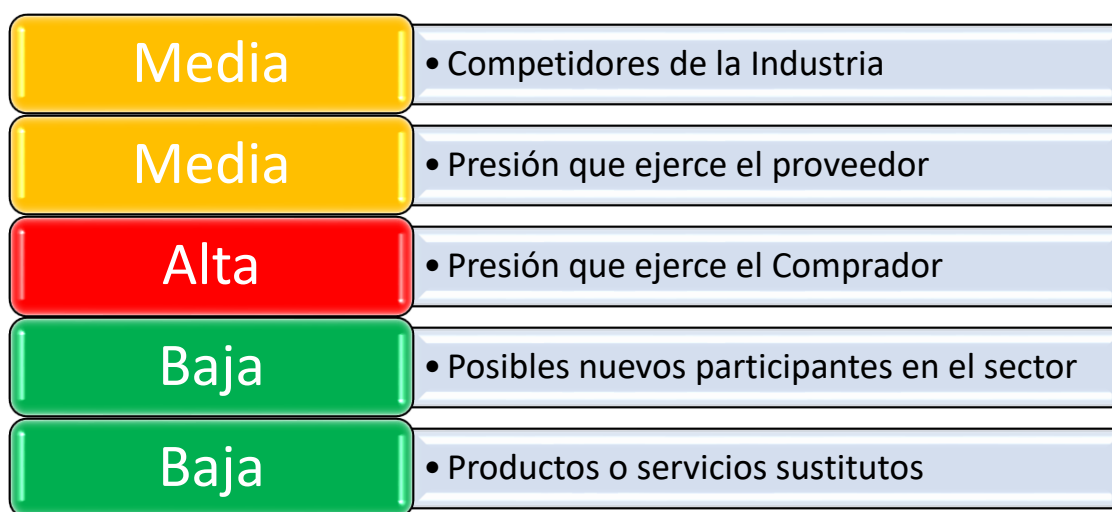 Media
• Competidores de la Industria
Media
• Presión que ejerce el proveedor
Alta
• Presión que ejerce el Comprador
Baja
• Posibles nuevos participantes en el sector
Baja
• Productos o servicios sustitutos